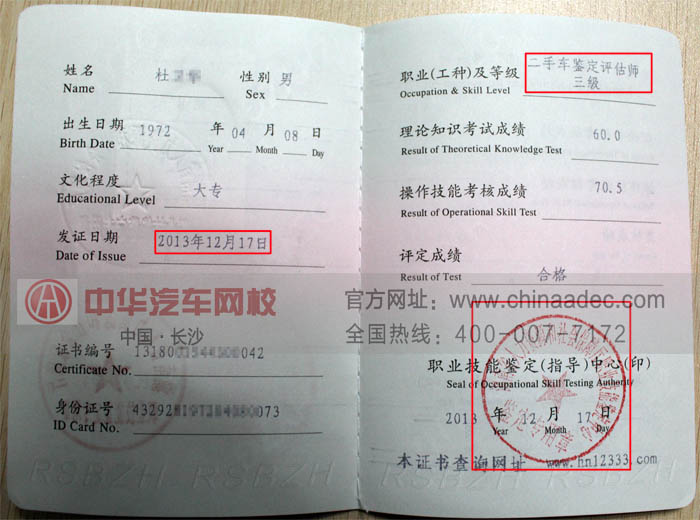 姓名 杜 性别 男
Name Sex
出生日期 1972 年 04 月 08 日
Birth Date Year Month Day
文化程度 大专
Educational Level
发证日期 2013年12月17日
Date of Issue
中华汽车网校
中国·长沙
证书编号 13180 042
Certificate No.
身份证号 43292 073
ID Card No.
RSB/H RSB/H
职业(工种)及等级 二手车鉴定评估师
三级
Occupation & Skill Level
理论知识考试成绩 60.0
Result of Theoretical Knowledge Test
操作技能考核成绩 70.5
Result of Operational Skill Test
评定成绩 合格
Result of Test
官方网址：www.chinaadec.com
全国热线：400-007-7172
职业技能鉴定(指导)中心(印)
Seal of Occupational Skill Testing Authority
2013 年 12 月 17 日
Year Month Day
本证书查询网址 www.hn12333.com
RSB/H RSB/H